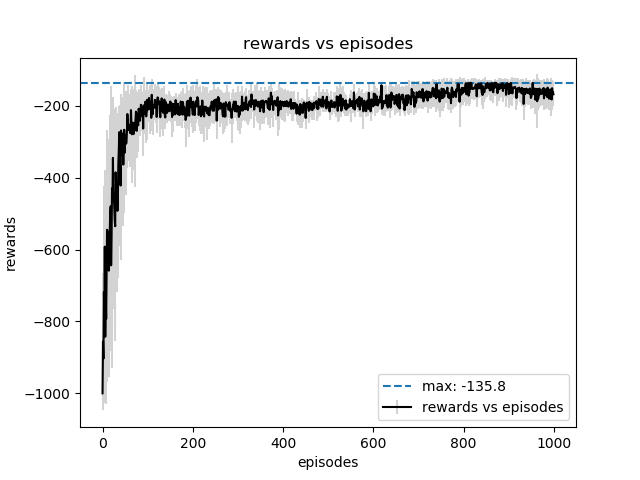 rewards vs episodes
−200
−400
−600
−800
−1000
rewards
0
200
400
600
800
1000
episodes
max: -135.8
rewards vs episodes